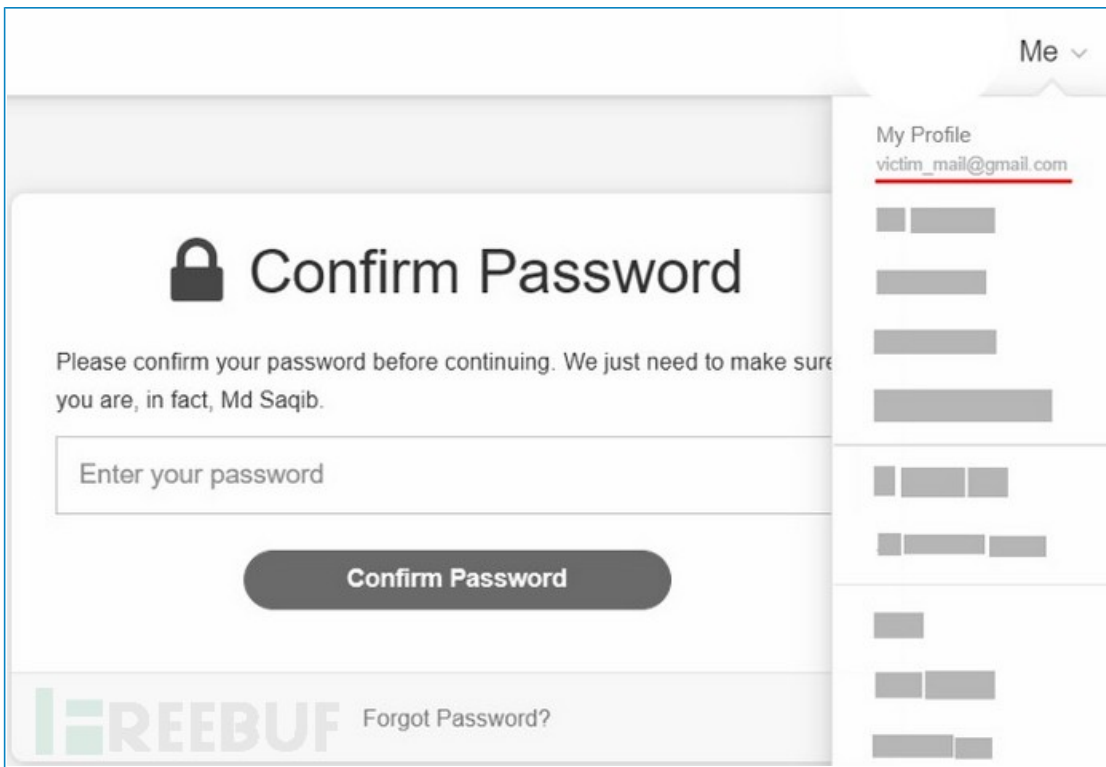 Me
My Profile
victim_mail@gmail.com
Confirm Password
Please confirm your password before continuing. We just need to make sure
you are, in fact, Md Saqib.
Enter your password
Confirm Password
Forgot Password?
FREEBUF